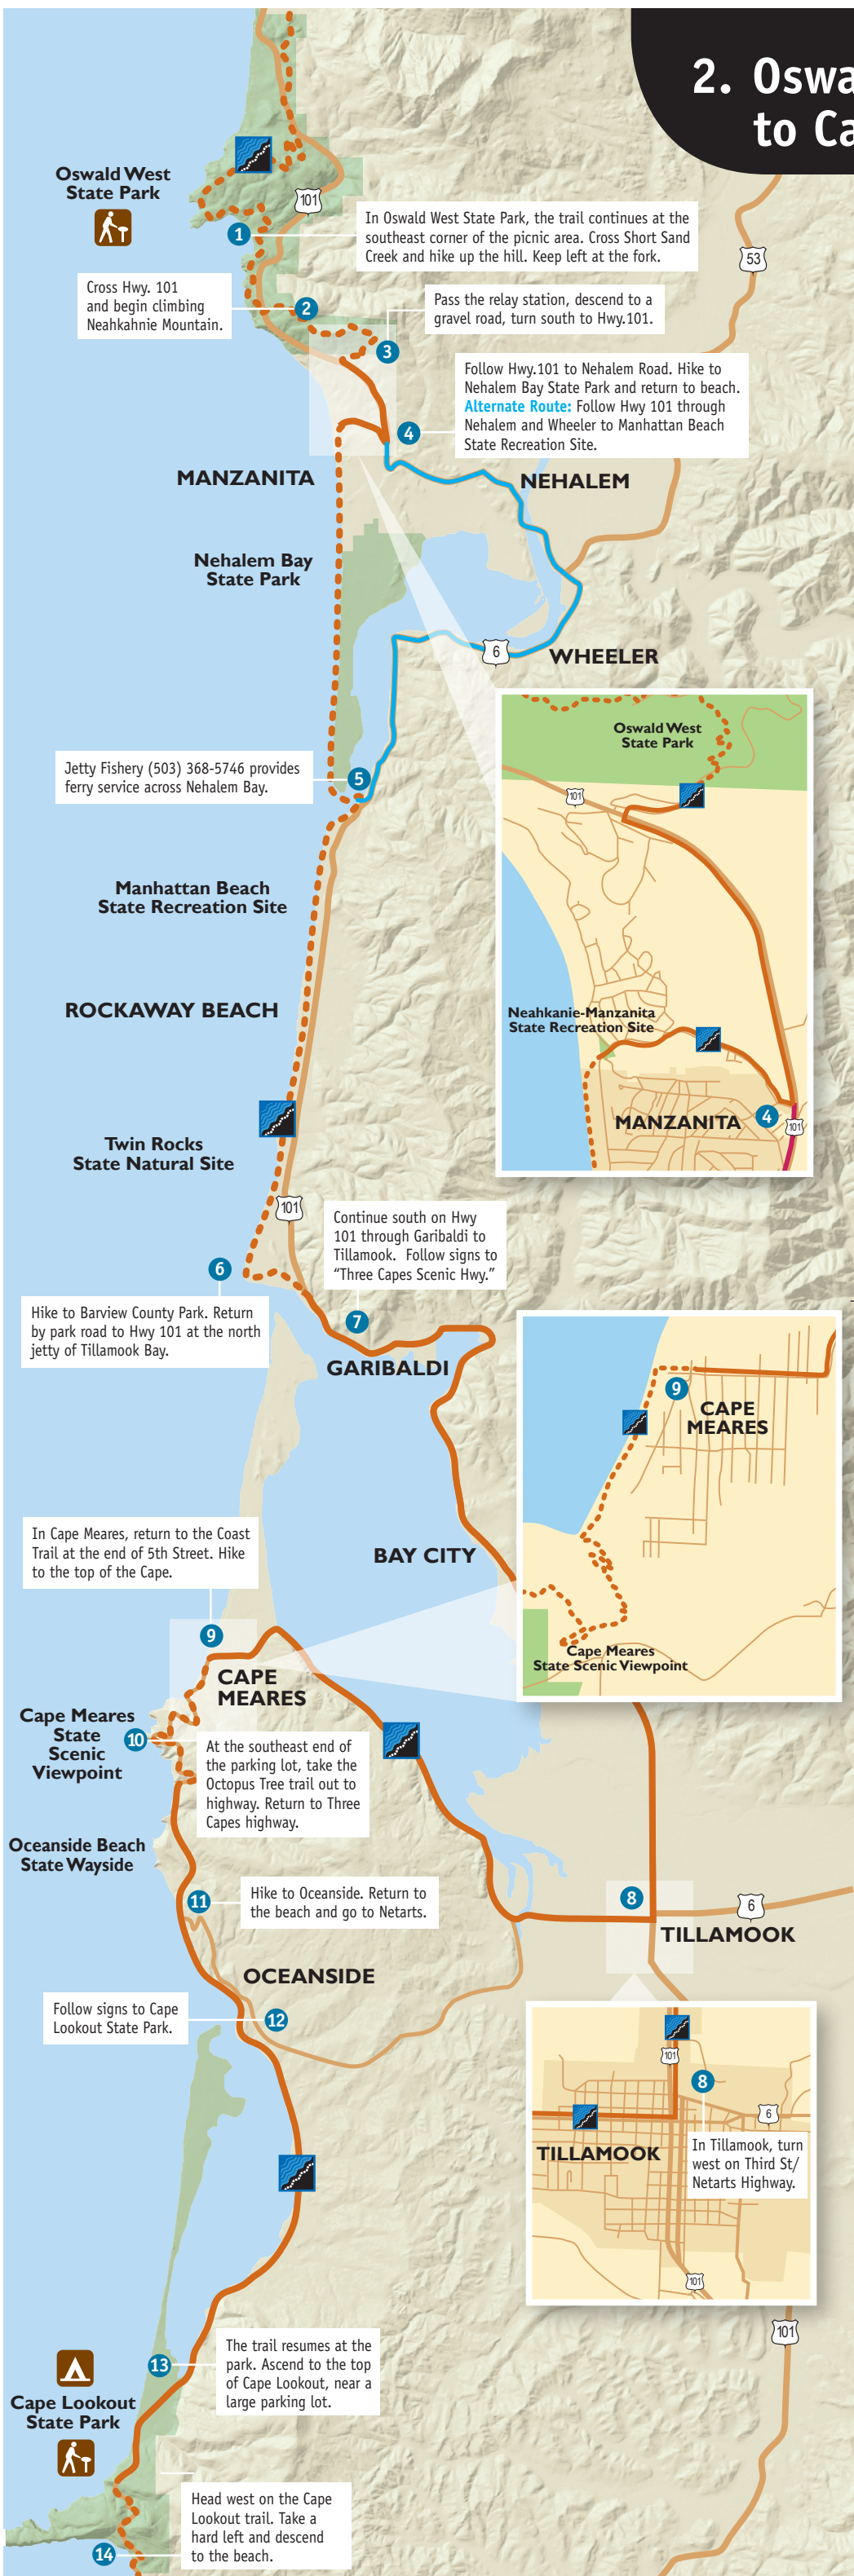 2. Oswa
to Ca
Oswald West
State Park
101
1
In Oswald West State Park, the trail continues at the
southeast corner of the picnic area. Cross Short Sand
Creek and hike up the hill. Keep left at the fork.
53
Cross Hwy. 101
and begin climbing
Neahkahnie Mountain.
2
Pass the relay station, descend to a
gravel road, turn south to Hwy.101.
3
Follow Hwy.101 to Nehalem Road. Hike to
Nehalem Bay State Park and return to beach.
Alternate Route: Follow Hwy 101 through
Nehalem and Wheeler to Manhattan Beach
State Recreation Site.
4
MANZANITA
NEHALEM
Nehalem Bay
State Park
6
WHEELER
Oswald West
State Park
101
Neahkanie-Manzanita
State Recreation Site
MANZANITA
4
101
Jetty Fishery (503) 368-5746 provides
ferry service across Nehalem Bay.
5
Manhattan Beach
State Recreation Site
ROCKAWAY BEACH
Twin Rocks
State Natural Site
101
Continue south on Hwy
101 through Garibaldi to
Tillamook.  Follow signs to
“Three Capes Scenic Hwy.”
6
Hike to Barview County Park. Return
by park road to Hwy 101 at the north
jetty of Tillamook Bay.
7
GARIBALDI
9
CAPE
MEARES
Cape Meares
State Scenic Viewpoint
In Cape Meares, return to the Coast
Trail at the end of 5th Street. Hike
to the top of the Cape.
BAY CITY
9
CAPE
MEARES
Cape Meares
State
Scenic
Viewpoint
10
At the southeast end of
the parking lot, take the
Octopus Tree trail out to
highway. Return to Three
Capes highway.
Oceanside Beach
State Wayside
11
Hike to Oceanside. Return to
the beach and go to Netarts.
8
6
TILLAMOOK
OCEANSIDE
Follow signs to Cape
Lookout State Park.
12
101
8
6
TILLAMOOK
In Tillamook, turn
west on Third St/
Netarts Highway.
101
101
13
The trail resumes at the
park. Ascend to the top
of Cape Lookout, near a
large parking lot.
Cape Lookout
State Park
Head west on the Cape
Lookout trail. Take a
hard left and descend
to the beach.
14